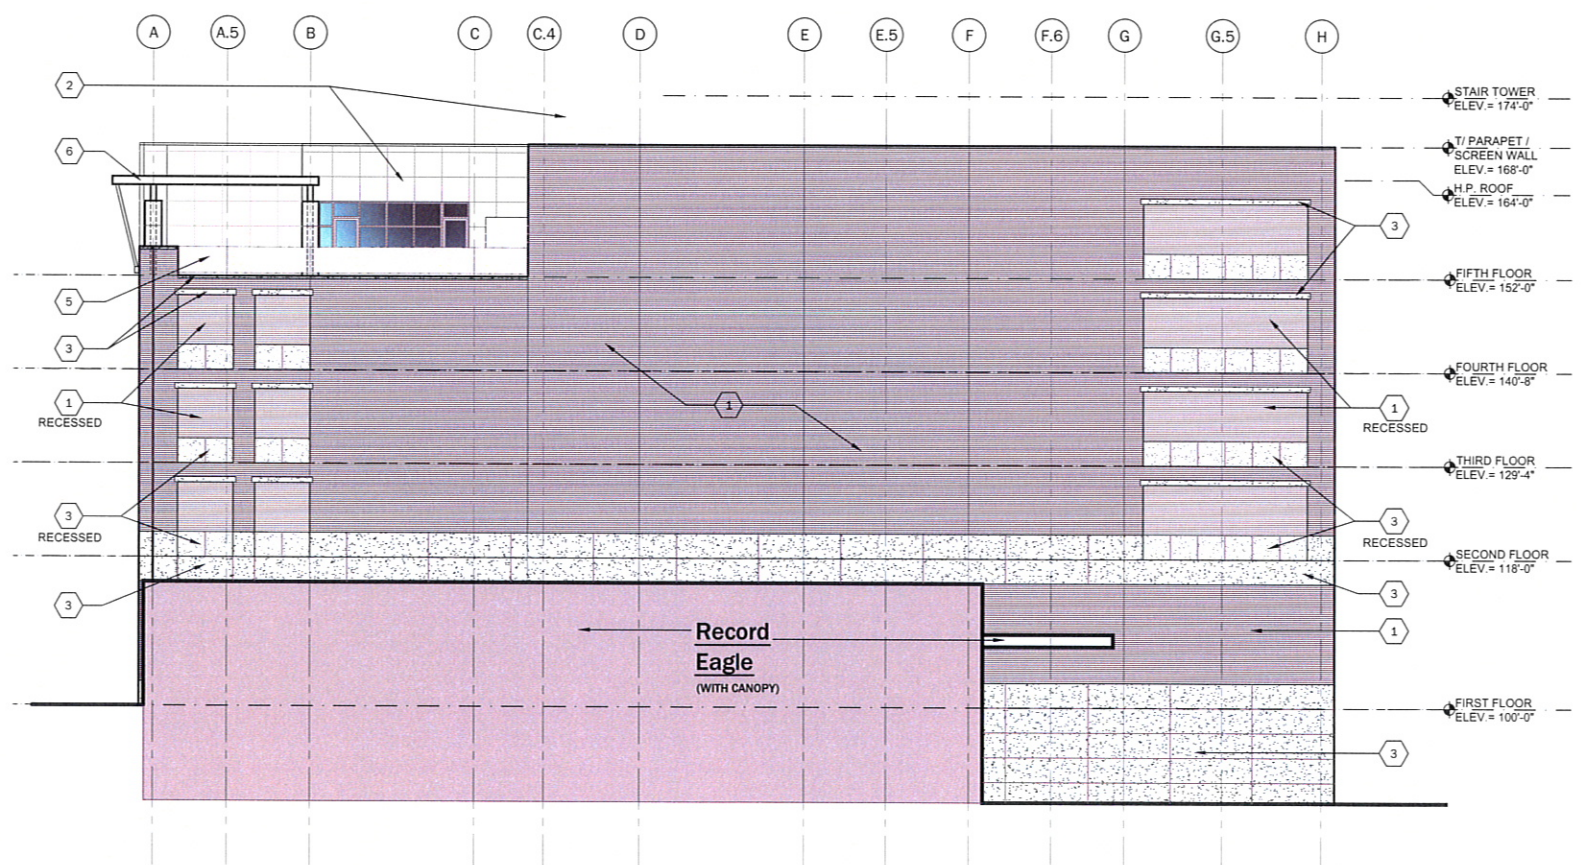 A
A.5
B
C
C.4
D
E
E.5
F
F.6
G
G.5
H
2
STAIR TOWER
ELEV.= 174'-0"
6
T/ PARAPET /
SCREEN WALL
ELEV.= 168'-0"
H.P. ROOF
ELEV.= 164'-0"
3
5
FIFTH FLOOR
ELEV.= 152'-0"
3
FOURTH FLOOR
ELEV.= 140'-8"
1
RECESSED
1
1
RECESSED
THIRD FLOOR
ELEV.= 129'-4"
3
RECESSED
3
RECESSED
SECOND FLOOR
ELEV.= 118'-0"
3
3
Record
Eagle
(WITH CANOPY)
1
FIRST FLOOR
ELEV.= 100'-0"
3